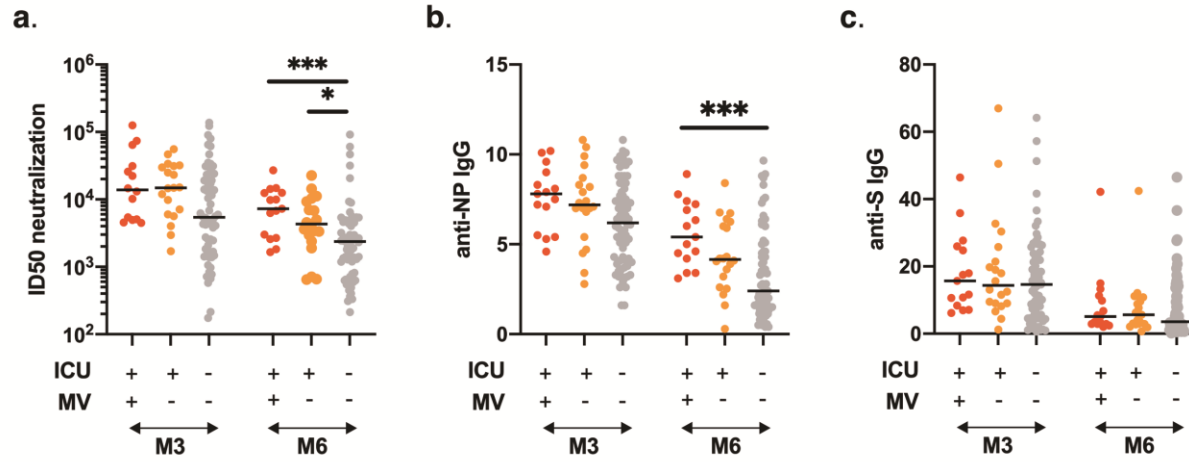 a.
ID50 neutralization
10^6
10^5
10^4
10^3
10^2
***
*
ICU + + - + + -
MV + - - + - -
M3 M6
b.
anti-NP IgG
15
10
5
0
***
ICU + + - + + -
MV + - - + - -
M3 M6
c.
anti-S IgG
80
60
40
20
0
ICU + + - + + -
MV + - - + - -
M3 M6